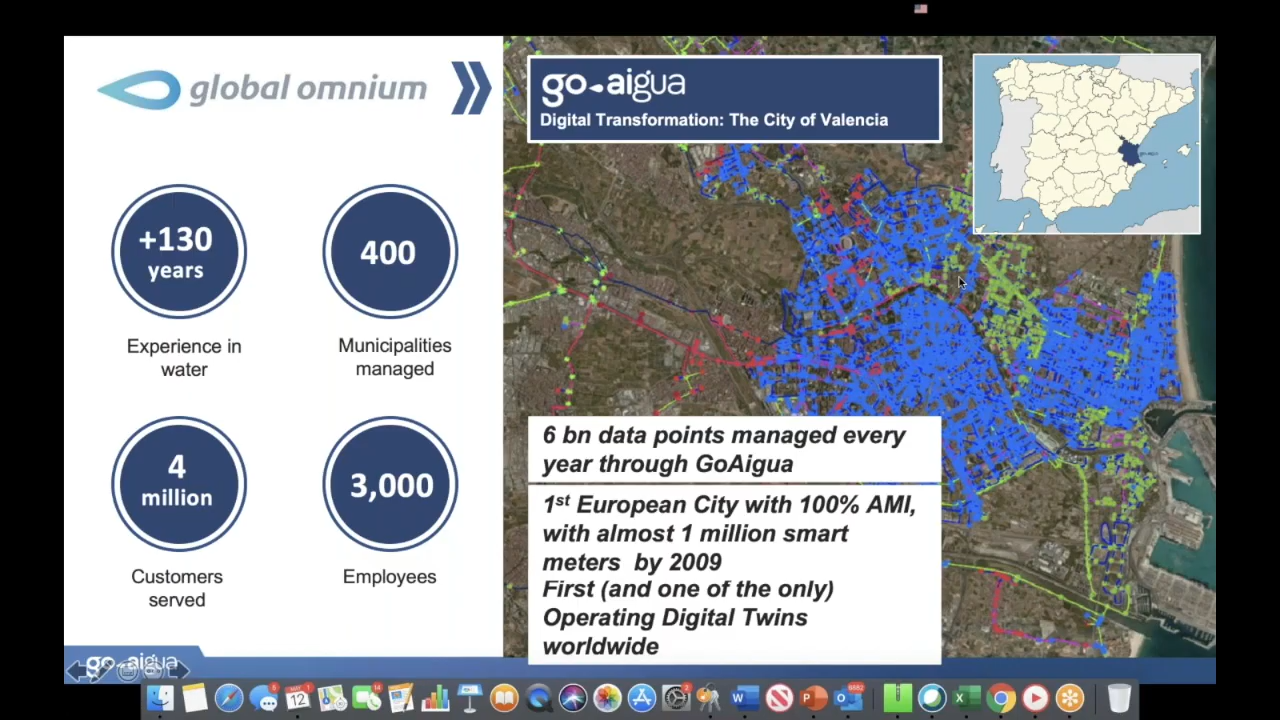 global omnium
go-aigua
Digital Transformation: The City of Valencia
+130
years
Experience in
water
400
Municipalities
managed
4
million
Customers
served
3,000
Employees
6 bn data points managed every
year through GoAigua
1st European City with 100% AMI,
with almost 1 million smart
meters by 2009
First (and one of the only)
Operating Digital Twins
worldwide
go-aigua
12